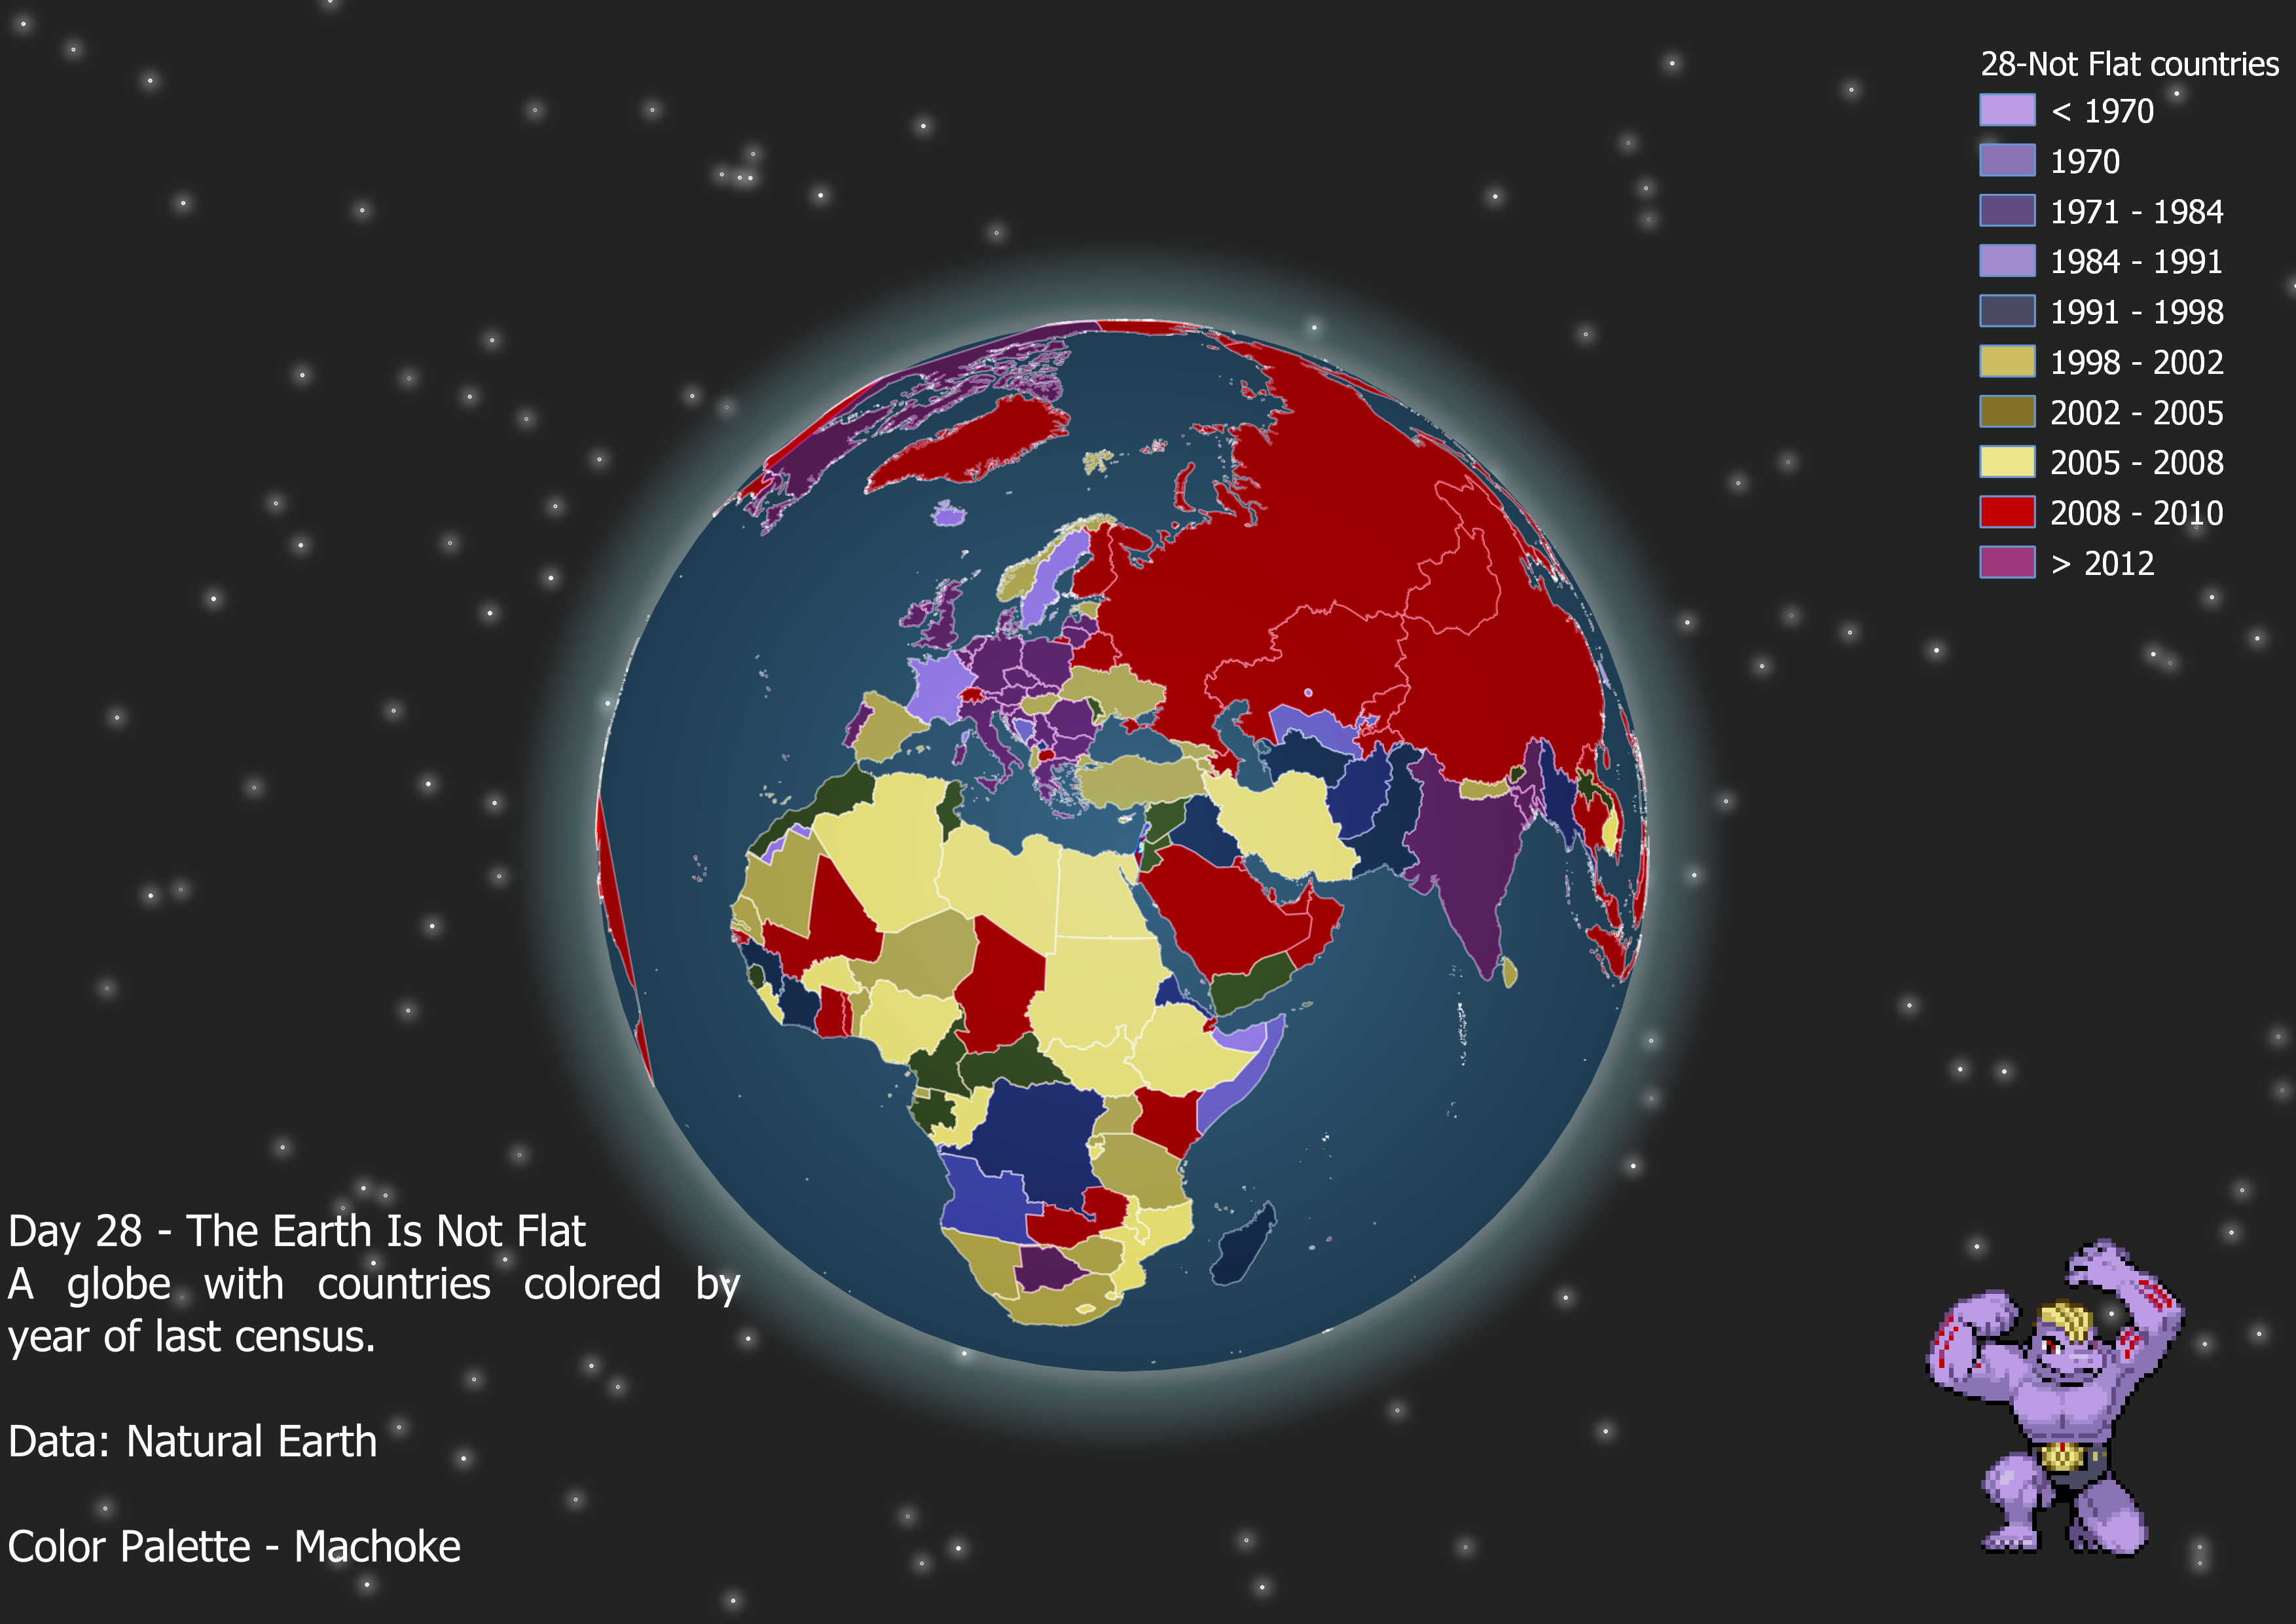 28-Not Flat countries
< 1970
1970
1971 - 1984
1984 - 1991
1991 - 1998
1998 - 2002
2002 - 2005
2005 - 2008
2008 - 2010
> 2012
Day 28 - The Earth Is Not Flat
A globe with countries colored by
year of last census.
Data: Natural Earth
Color Palette - Machoke